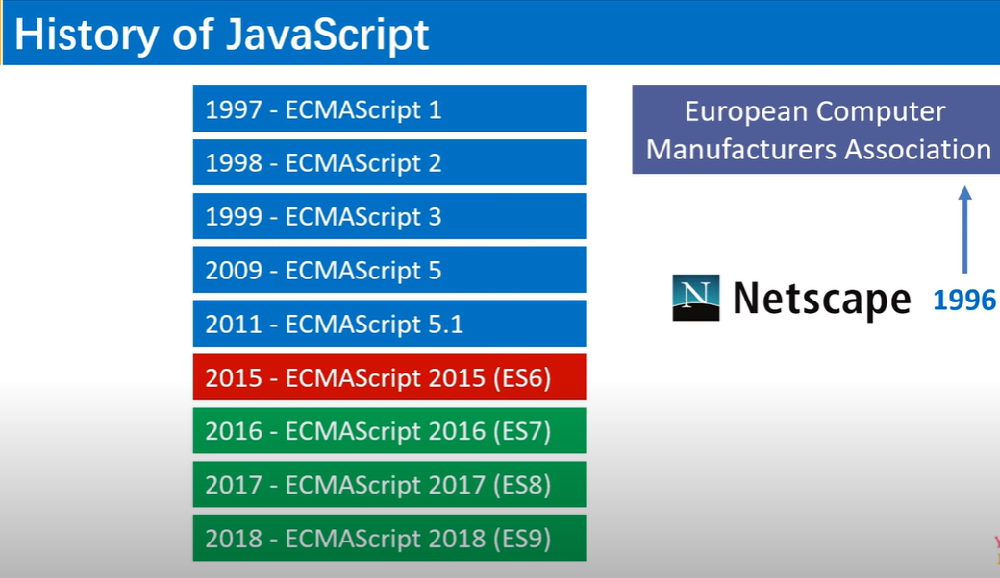 History of JavaScript
1997 - ECMAScript 1
1998 - ECMAScript 2
1999 - ECMAScript 3
2009 - ECMAScript 5
2011 - ECMAScript 5.1
2015 - ECMAScript 2015 (ES6)
2016 - ECMAScript 2016 (ES7)
2017 - ECMAScript 2017 (ES8)
2018 - ECMAScript 2018 (ES9)
European Computer
Manufacturers Association
N Netscape 1996